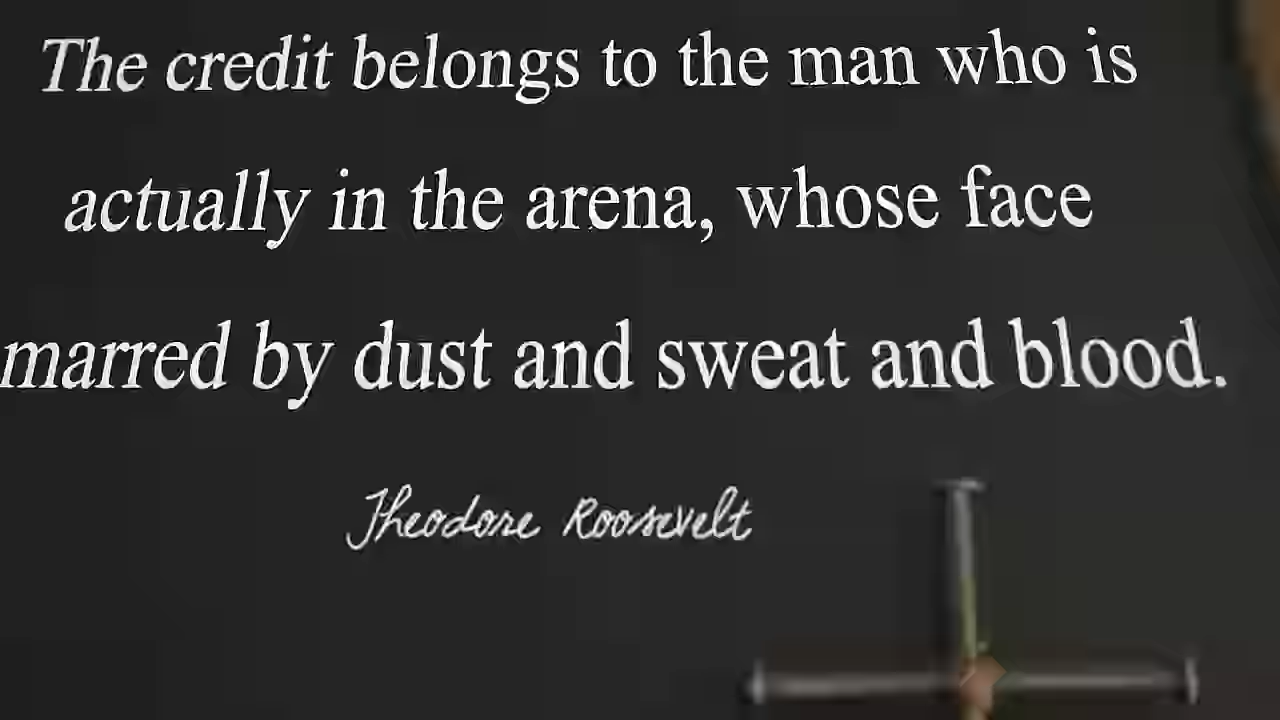 The credit belongs to the man who is
actually in the arena, whose face
marred by dust and sweat and blood.
Theodore Roosevelt